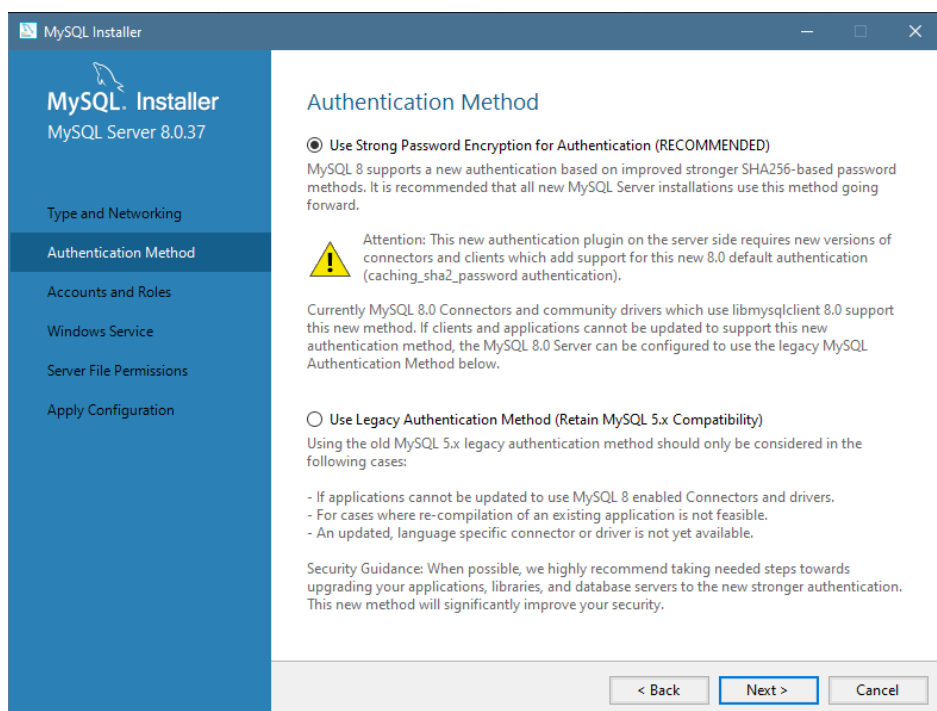 MySQL Installer
MySQL. Installer
MySQL Server 8.0.37
Type and Networking
Authentication Method
Accounts and Roles
Windows Service
Server File Permissions
Apply Configuration
Authentication Method
Use Strong Password Encryption for Authentication (RECOMMENDED)
MySQL 8 supports a new authentication based on improved stronger SHA256-based password
methods. It is recommended that all new MySQL Server installations use this method going
forward.
Attention: This new authentication plugin on the server side requires new versions of
connectors and clients which add support for this new 8.0 default authentication
(caching_sha2_password authentication).
Currently MySQL 8.0 Connectors and community drivers which use libmysqlclient 8.0 support
this new method. If clients and applications cannot be updated to support this new
authentication method, the MySQL 8.0 Server can be configured to use the legacy MySQL
Authentication Method below.
Use Legacy Authentication Method (Retain MySQL 5.x Compatibility)
Using the old MySQL 5.x legacy authentication method should only be considered in the
following cases:
- If applications cannot be updated to use MySQL 8 enabled Connectors and drivers.
- For cases where re-compilation of an existing application is not feasible.
- An updated, language specific connector or driver is not yet available.
Security Guidance: When possible, we highly recommend taking needed steps towards
upgrading your applications, libraries, and database servers to the new stronger authentication.
This new method will significantly improve your security.
< Back
Next >
Cancel